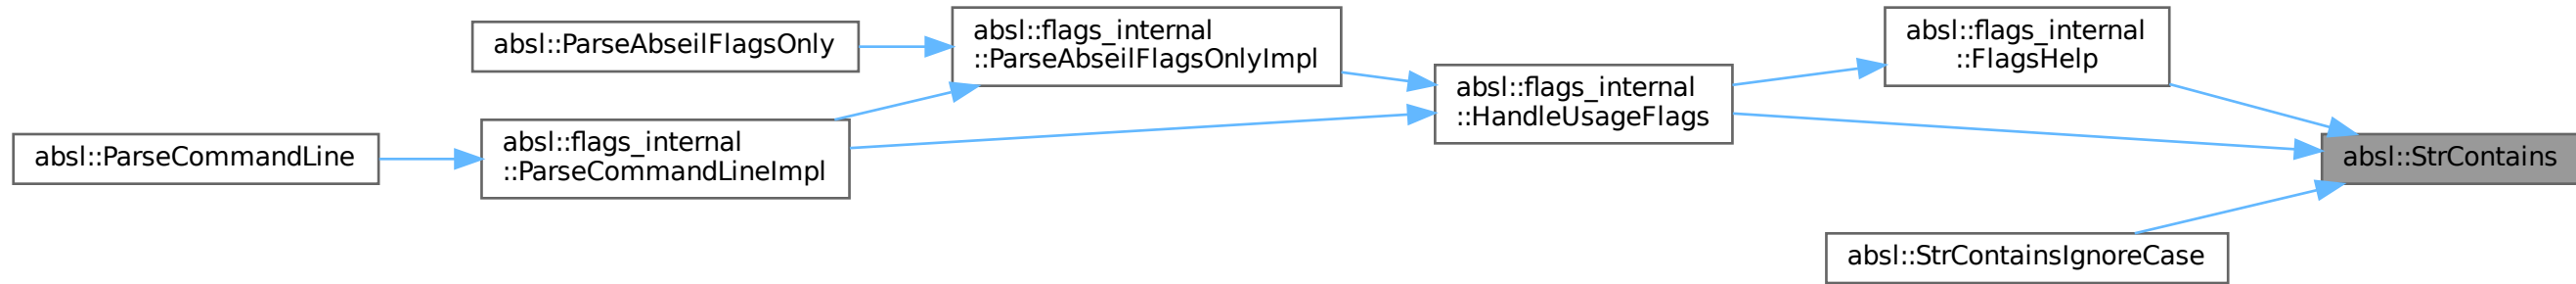 absl::ParseAbseilFlagsOnly
absl::flags_internal
::ParseAbseilFlagsOnlyImpl
absl::flags_internal
::FlagsHelp
absl::flags_internal
::HandleUsageFlags
absl::ParseCommandLine
absl::flags_internal
::ParseCommandLineImpl
absl::StrContains
absl::StrContainsIgnoreCase